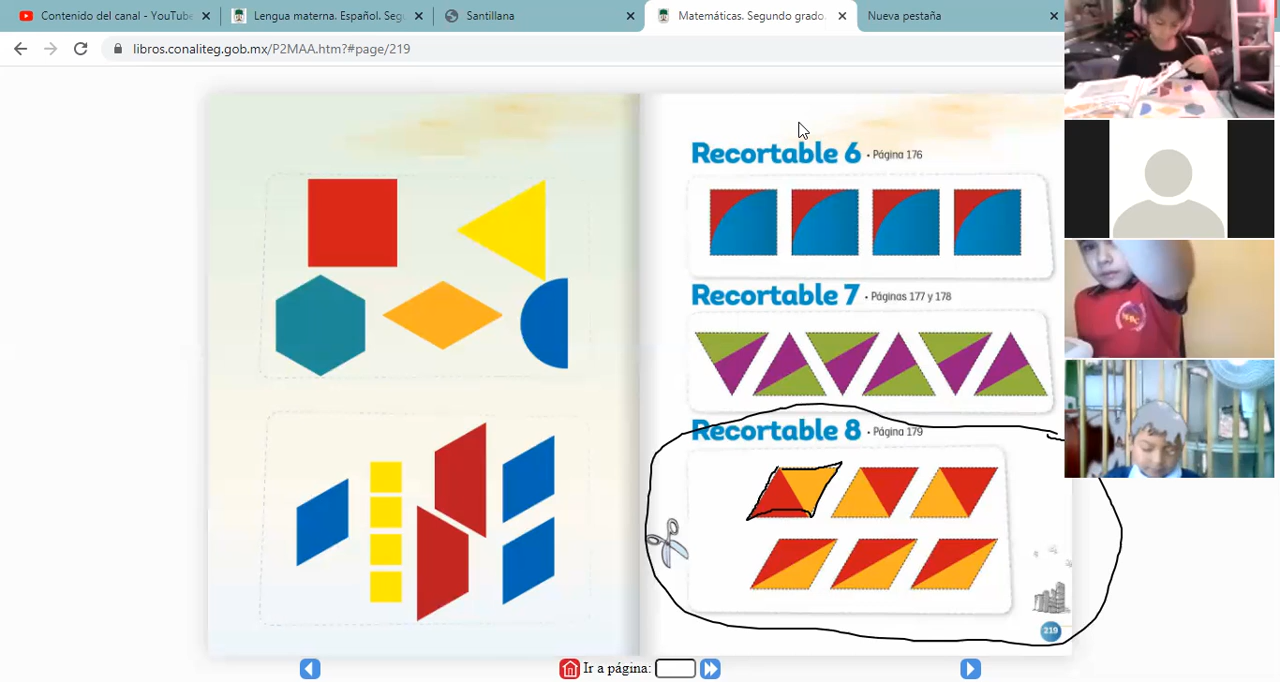 Contenido del canal - YouTube
Lengua materna. Español. Seg
Santillana
Matemáticas. Segundo grado.
Nueva pestaña
libros.conaliteg.gob.mx/P2MAA.htm?#page/219
Recortable 6 • Página 176
Recortable 7 • Páginas 177 y 178
Recortable 8 • Página 179
219
Ir a página: